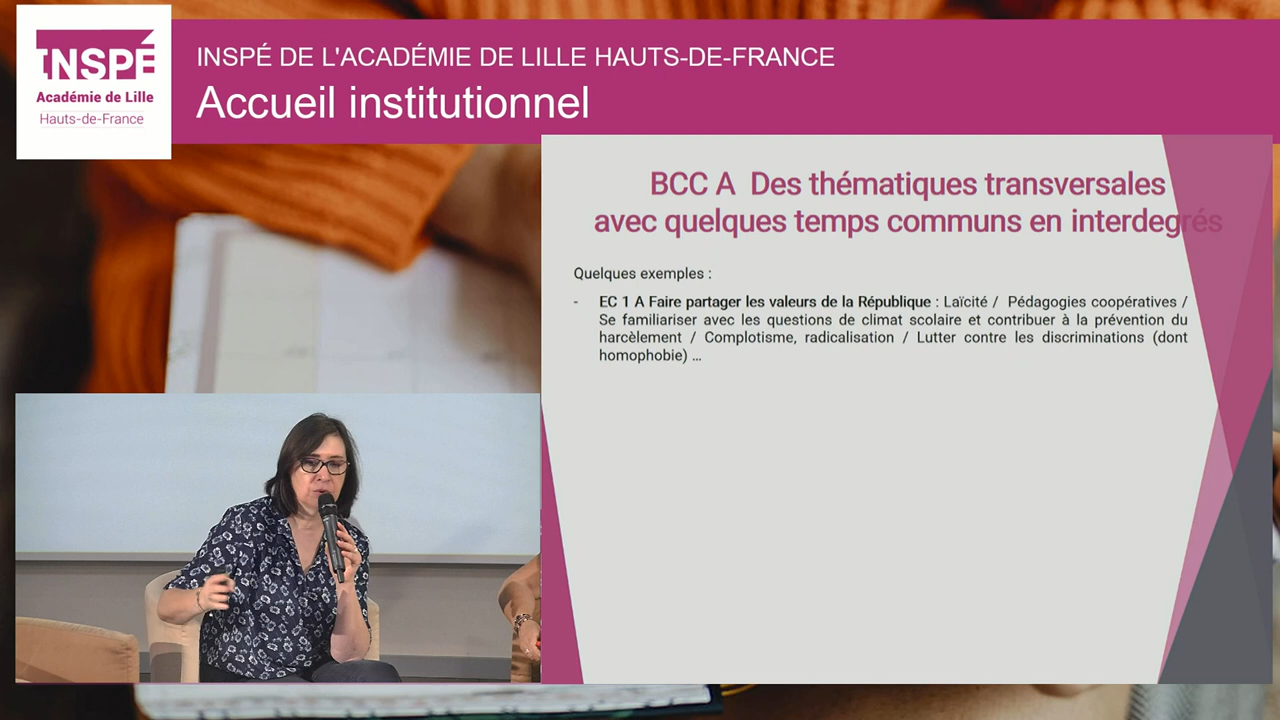 INSPÉ
Académie de Lille
Hauts-de-France
INSPÉ DE L'ACADÉMIE DE LILLE HAUTS-DE-FRANCE
Accueil institutionnel
BCC A Des thématiques transversales
avec quelques temps communs en interdegrés
Quelques exemples :
- EC 1 A Faire partager les valeurs de la République : Laïcité / Pédagogies coopératives /
Se familiariser avec les questions de climat scolaire et contribuer à la prévention du
harcèlement / Complotisme, radicalisation / Lutter contre les discriminations (dont
homophobie) ...